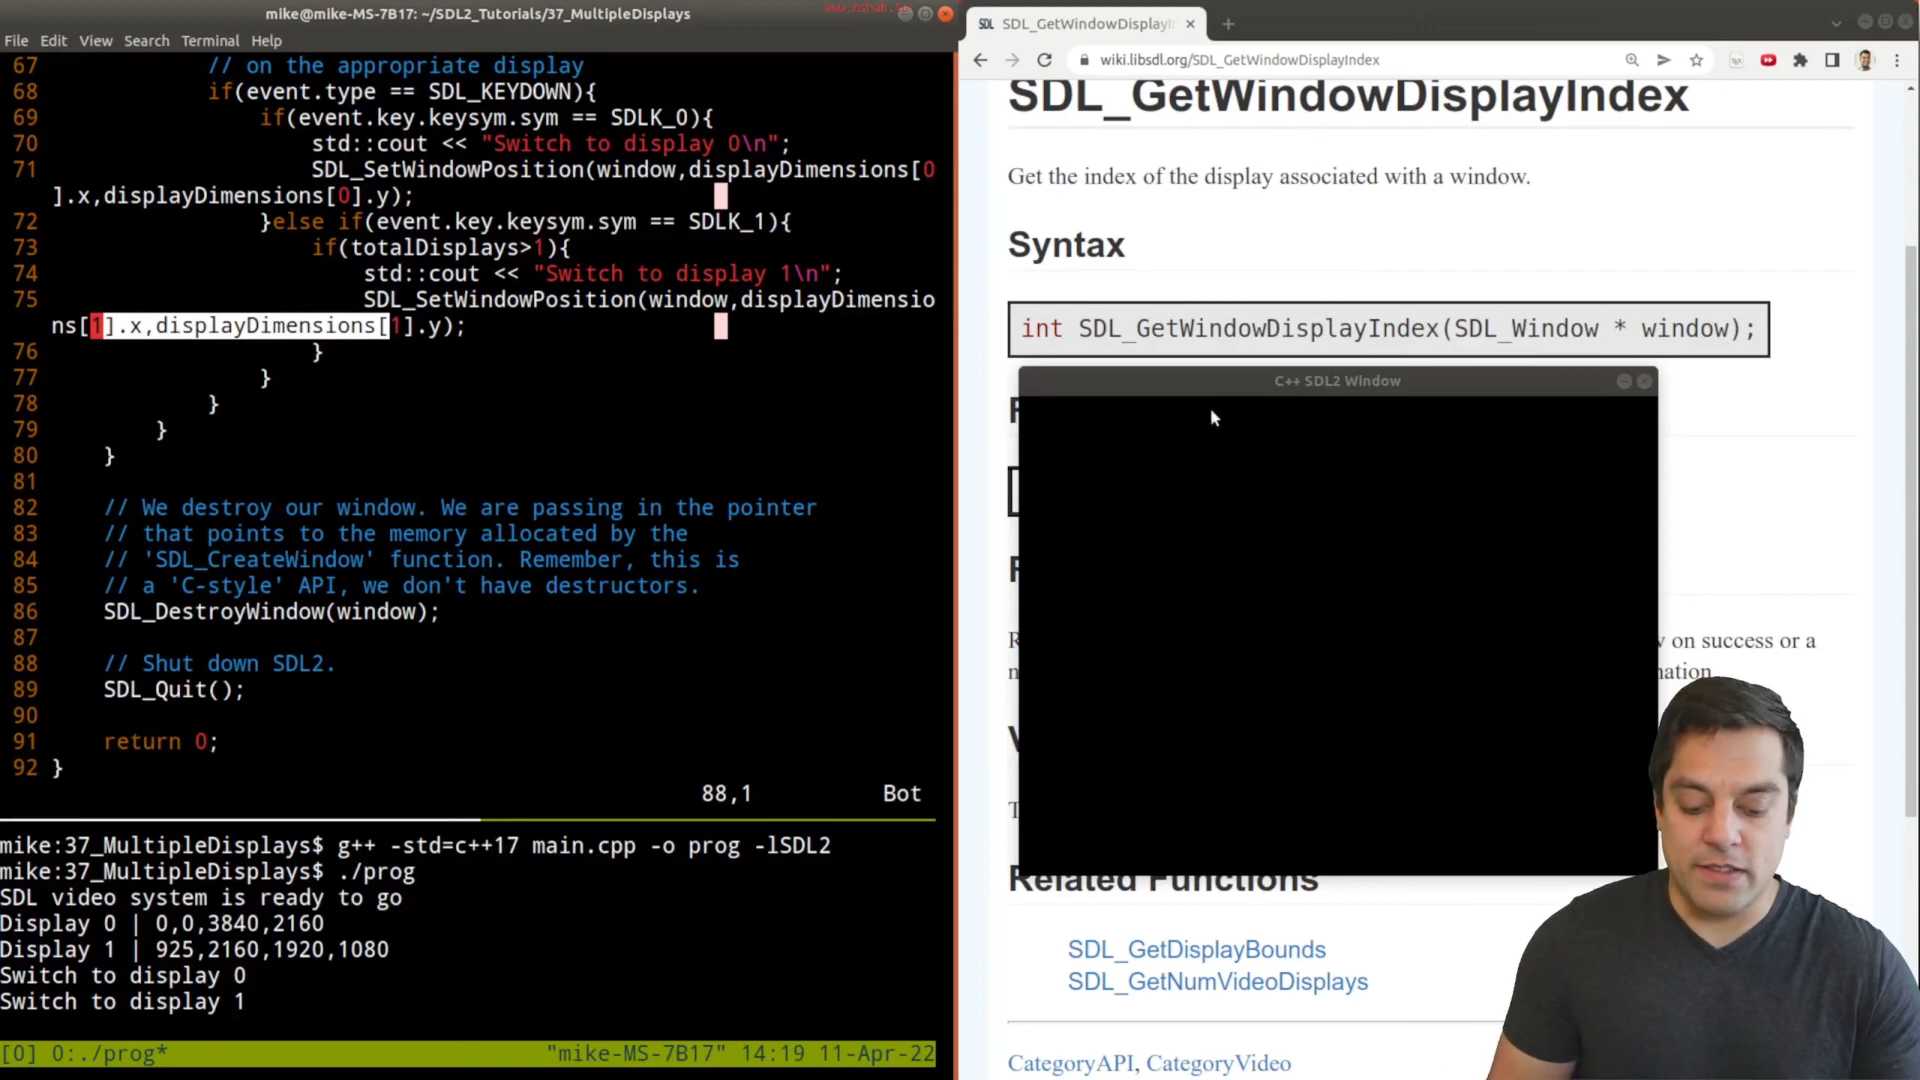 mike@mike-MS-7B17: ~/SDL2_Tutorials/37_MultipleDisplays
File Edit View Search Terminal Help
67 // on the appropriate display
68 if(event.type == SDL_KEYDOWN){
69 if(event.key.keysym.sym == SDLK_0){
70 std::cout << "Switch to display 0\n";
71 SDL_SetWindowPosition(window,displayDimensions[0
].x,displayDimensions[0].y);
72 }else if(event.key.keysym.sym == SDLK_1){
73 if(totalDisplays>1){
74 std::cout << "Switch to display 1\n";
75 SDL_SetWindowPosition(window,displayDimensio
ns[1].x,displayDimensions[1].y);
76 }
77 }
78 }
79 }
80 }
81
82 // We destroy our window. We are passing in the pointer
83 // that points to the memory allocated by the
84 // 'SDL_CreateWindow' function. Remember, this is
85 // a 'C-style' API, we don't have destructors.
86 SDL_DestroyWindow(window);
87
88 // Shut down SDL2.
89 SDL_Quit();
90
91 return 0;
92 }
88,1 Bot
mike:37_MultipleDisplays$ g++ -std=c++17 main.cpp -o prog -lSDL2
mike:37_MultipleDisplays$ ./prog
SDL video system is ready to go
Display 0 | 0,0,3840,2160
Display 1 | 925,2160,1920,1080
Switch to display 0
Switch to display 1
[0] 0:./prog* "mike-MS-7B17" 14:19 11-Apr-22
SDL SDL_GetWindowDisplayI
wiki.libsdl.org/SDL_GetWindowDisplayIndex
SDL_GetWindowDisplayIndex
Get the index of the display associated with a window.
Syntax
int SDL_GetWindowDisplayIndex(SDL_Window * window);
C++ SDL2 Window
on success or a
Related Functions
SDL_GetDisplayBounds
SDL_GetNumVideoDisplays
CategoryAPI, CategoryVideo